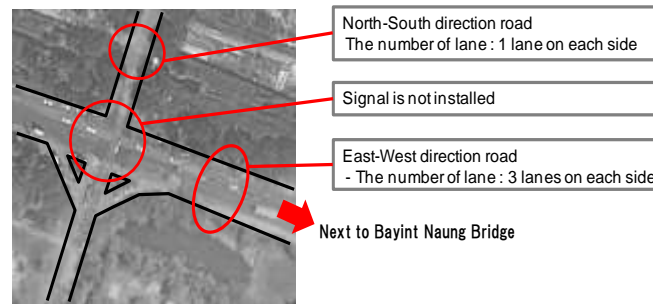 North-South direction road
The number of lane : 1 lane on each side
Signal is not installed
East-West direction road
- The number of lane : 3 lanes on each side
Next to Bayint Naung Bridge